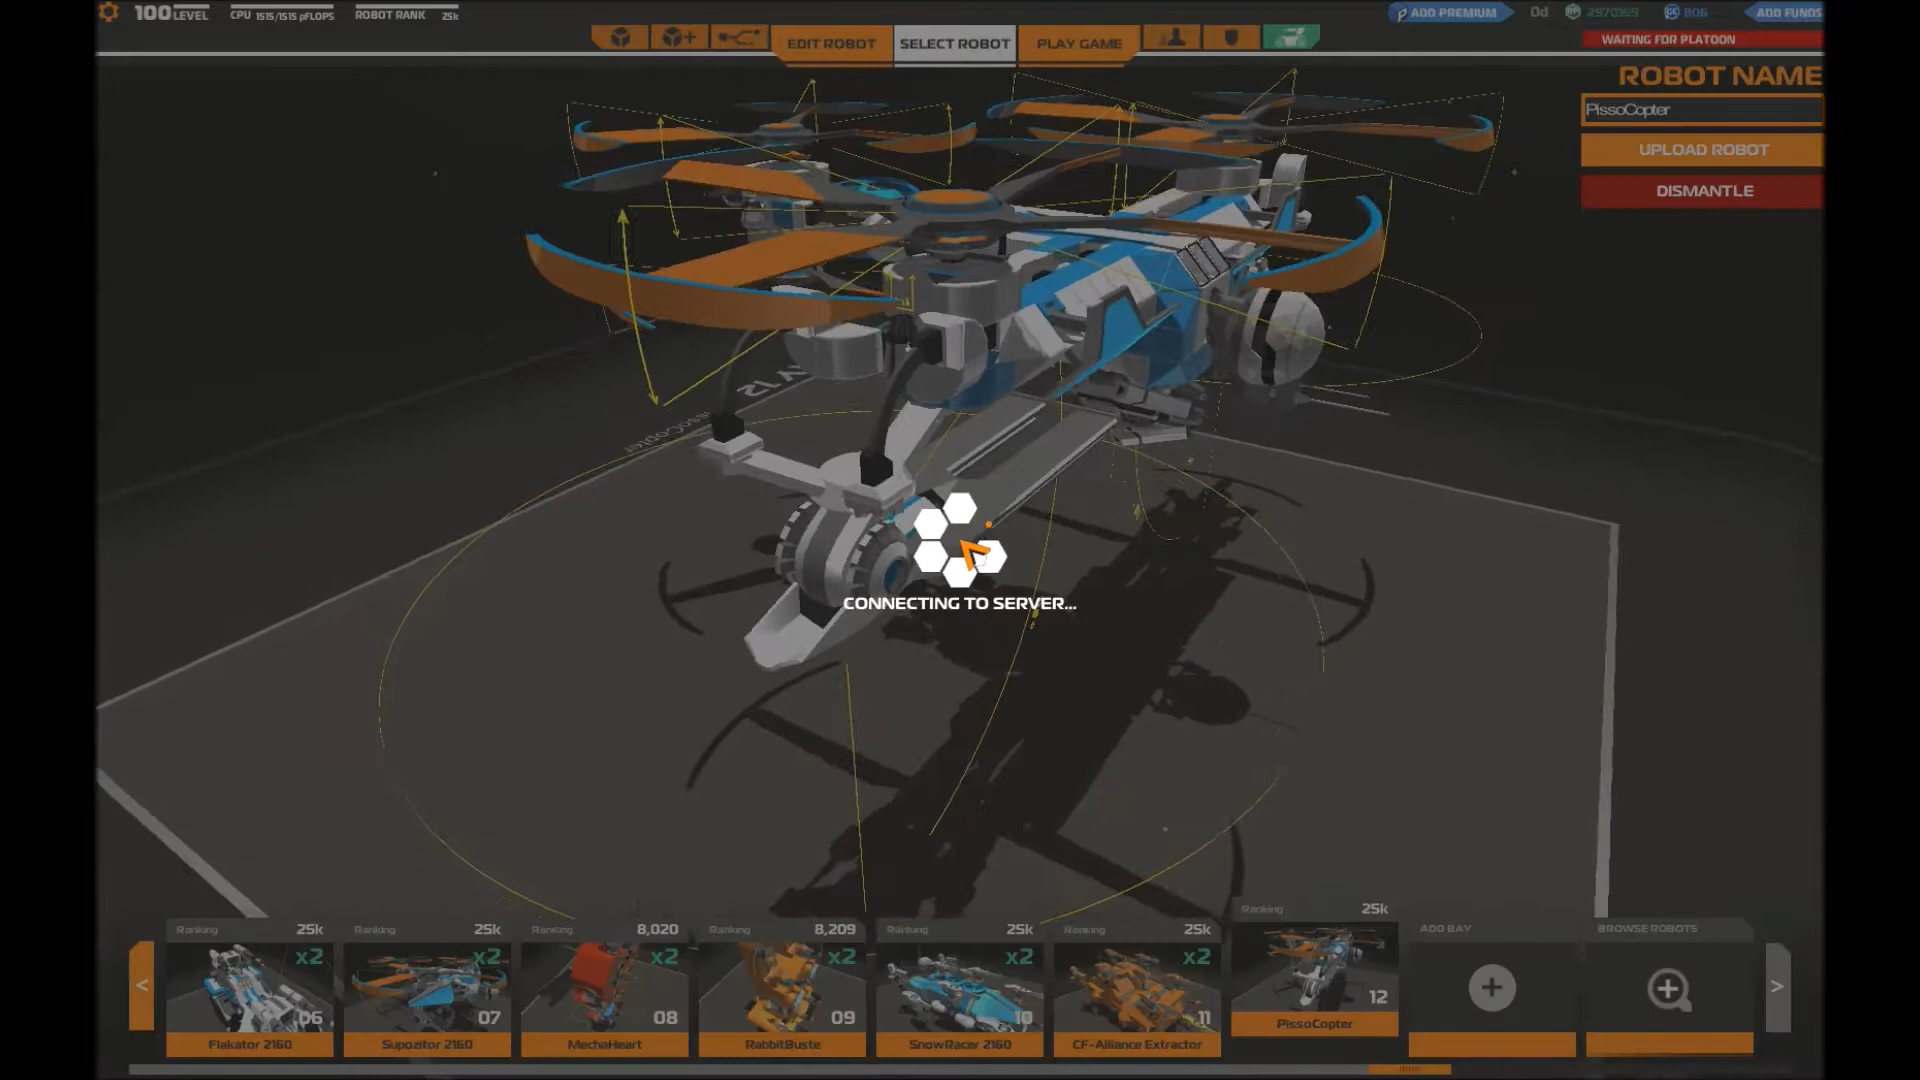 100 LEVEL
CPU 1515/1515 pFLOPS
ROBOT RANK 25k
ADD PREMIUM
0d
2970169
GC 806
ADD FUNDS
EDIT ROBOT
SELECT ROBOT
PLAY GAME
WAITING FOR PLATOON
ROBOT NAME
PissoCopter
UPLOAD ROBOT
DISMANTLE
CONNECTING TO SERVER...
Ranking 25k
x2
06
Flakator 2160
Ranking 25k
x2
07
Supozitor 2160
Ranking 8,020
x2
08
MechaHeart
Ranking 8,209
x2
09
RabbitBuste
Ranking 25k
x2
10
SnowRacer 2160
Ranking 25k
x2
11
CF-Alliance Extractor
Ranking 25k
12
PissoCopter
ADD BAY
BROWSE ROBOTS